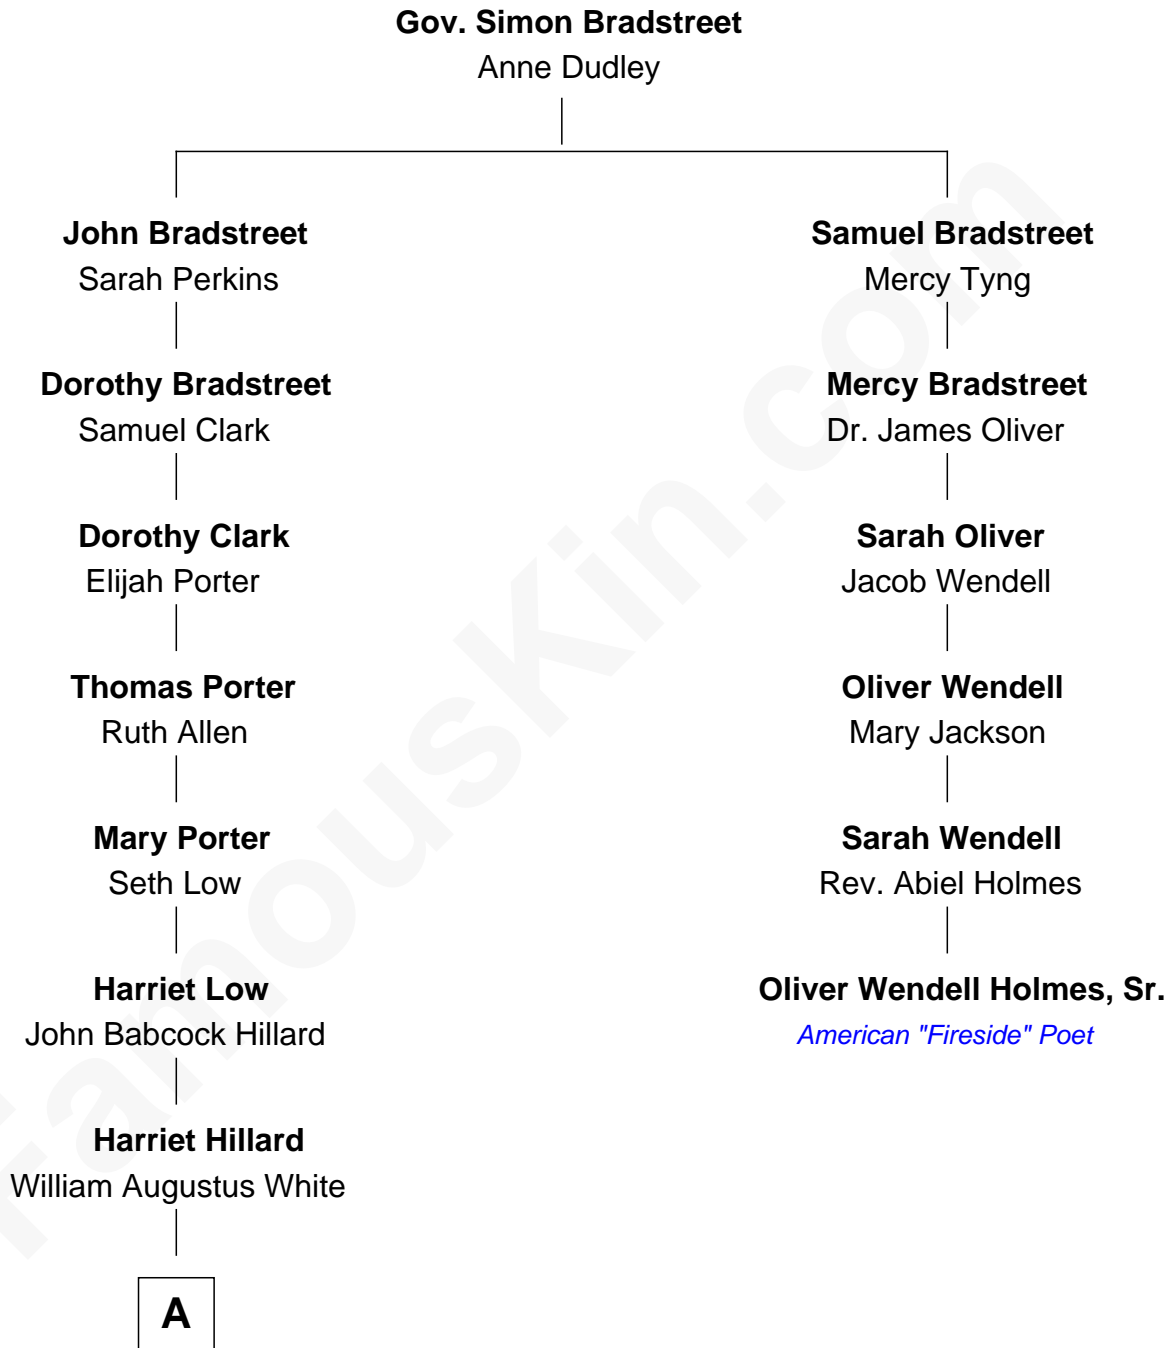 Gov. Simon Bradstreet
Anne Dudley
John Bradstreet
Sarah Perkins
Samuel Bradstreet
Mercy Tyng
Dorothy Bradstreet
Samuel Clark
Mercy Bradstreet
Dr. James Oliver
Dorothy Clark
Elijah Porter
Sarah Oliver
Jacob Wendell
Thomas Porter
Ruth Allen
Oliver Wendell
Mary Jackson
Mary Porter
Seth Low
Sarah Wendell
Rev. Abiel Holmes
Harriet Low
John Babcock Hillard
Oliver Wendell Holmes, Sr.
American "Fireside" Poet
Harriet Hillard
William Augustus White
A
FamousKin.com